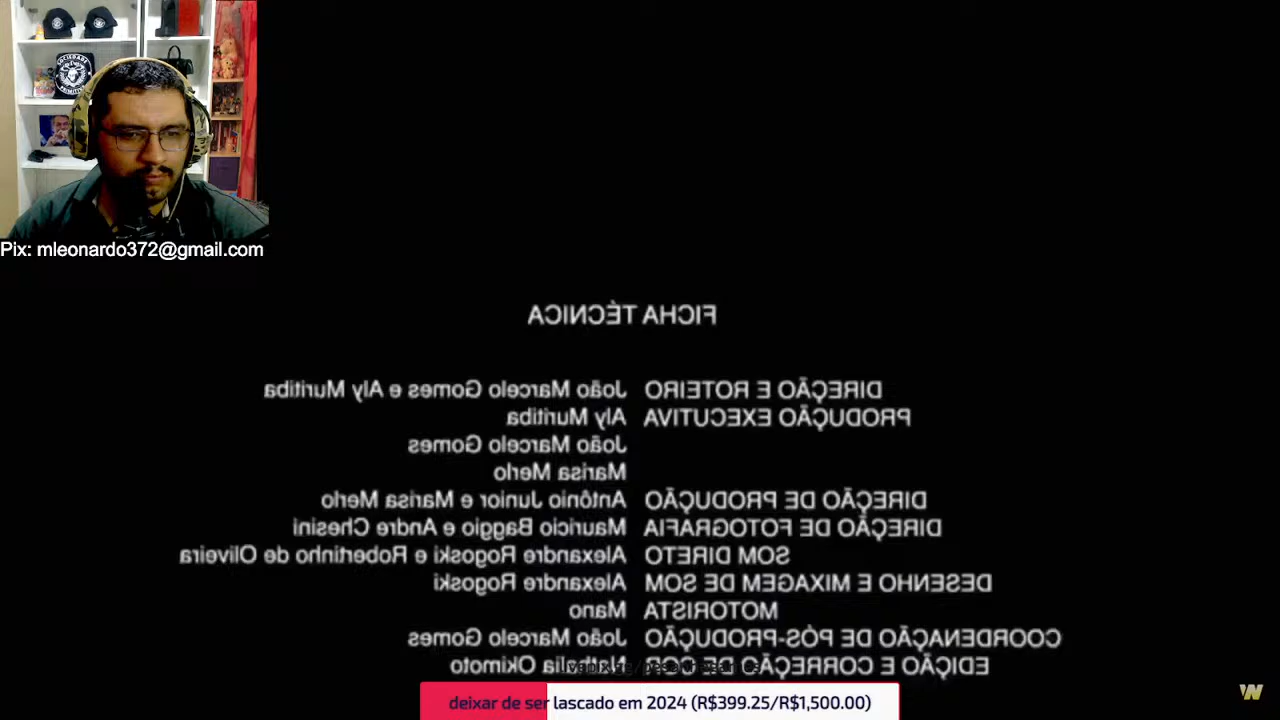 SOCIEDADE
PRIMITIVA
Pix: mleonardo372@gmail.com
FICHA TÉCNICA
DIREÇÃO E ROTEIRO João Marcelo Gomes e Aly Muritiba
PRODUÇÃO EXECUTIVA Aly Muritiba
João Marcelo Gomes
Marisa Merlo
DIREÇÃO DE PRODUÇÃO Antônio Junior e Marisa Merlo
DIREÇÃO DE FOTOGRAFIA Mauricio Baggio e Andre Chesini
SOM DIRETO Alexandre Rogoski e Robertinho de Oliveira
DESENHO E MIXAGEM DE SOM Alexandre Rogoski
MOTORISTA Mano
COORDENAÇÃO DE PÓS-PRODUÇÃO João Marcelo Gomes
EDIÇÃO E CORREÇÃO DE COR Nathalia Okimoto
deixar de ser lascado em 2024 (R$399.25/R$1,500.00)
W